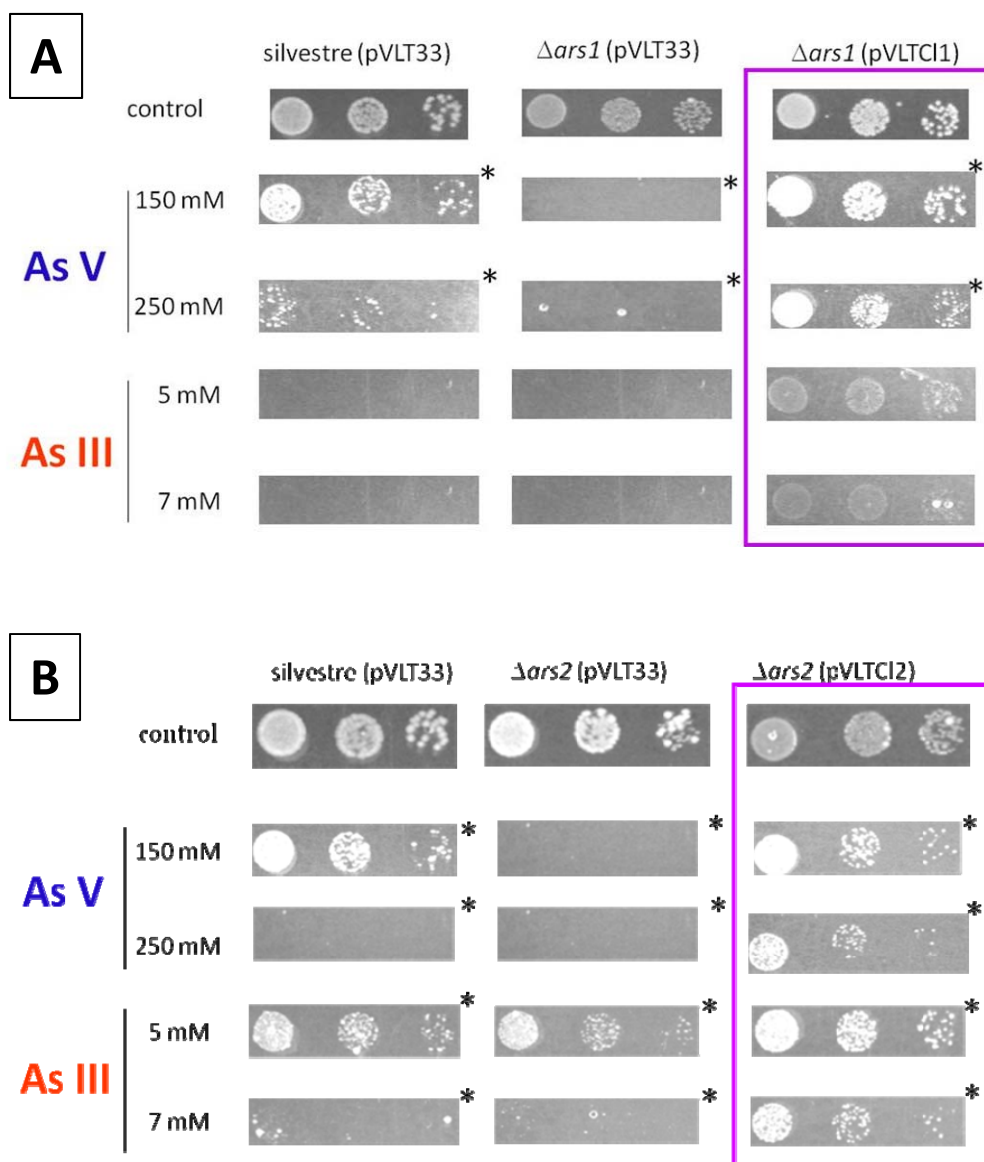 A
silvestre (pVLT33)
Δars1 (pVLT33)
Δars1 (pVLTCl1)
control
150 mM
*
*
*
As V
250 mM
*
*
*
5 mM
As III
7 mM
B
silvestre (pVLT33)
Δars2 (pVLT33)
Δars2 (pVLTCl2)
control
150 mM
*
*
*
As V
250 mM
*
*
*
5 mM
*
*
*
As III
7 mM
*
*
*